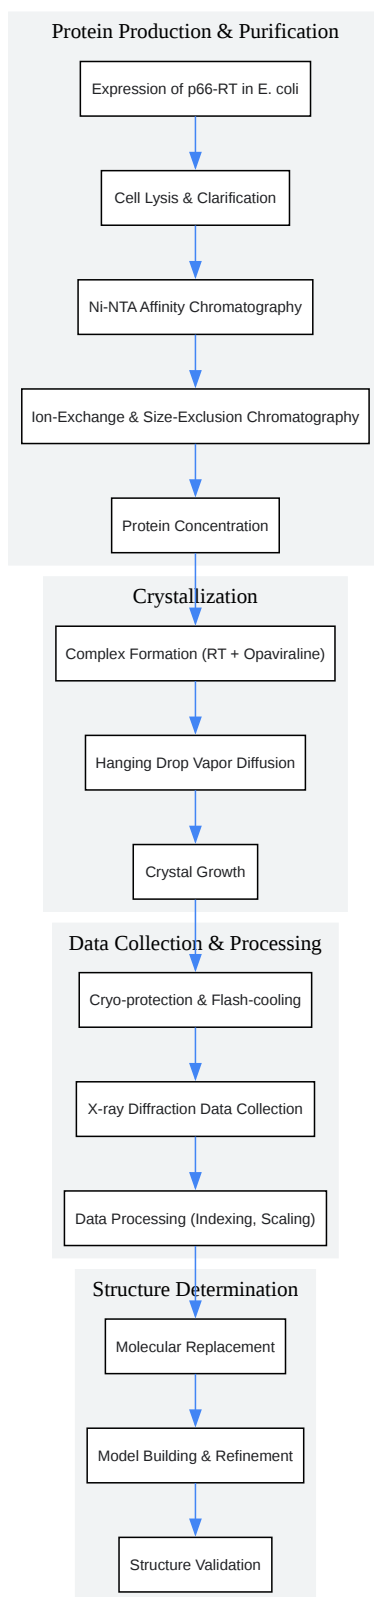 Protein Production & Purification
Expression of p66-RT in E. coli
Cell Lysis & Clarification
Ni-NTA Affinity Chromatography
Ion-Exchange & Size-Exclusion Chromatography
Protein Concentration
Crystallization
Complex Formation (RT + Opaviraline)
Hanging Drop Vapor Diffusion
Crystal Growth
Data Collection & Processing
Cryo-protection & Flash-cooling
X-ray Diffraction Data Collection
Data Processing (Indexing, Scaling)
Structure Determination
Molecular Replacement
Model Building & Refinement
Structure Validation